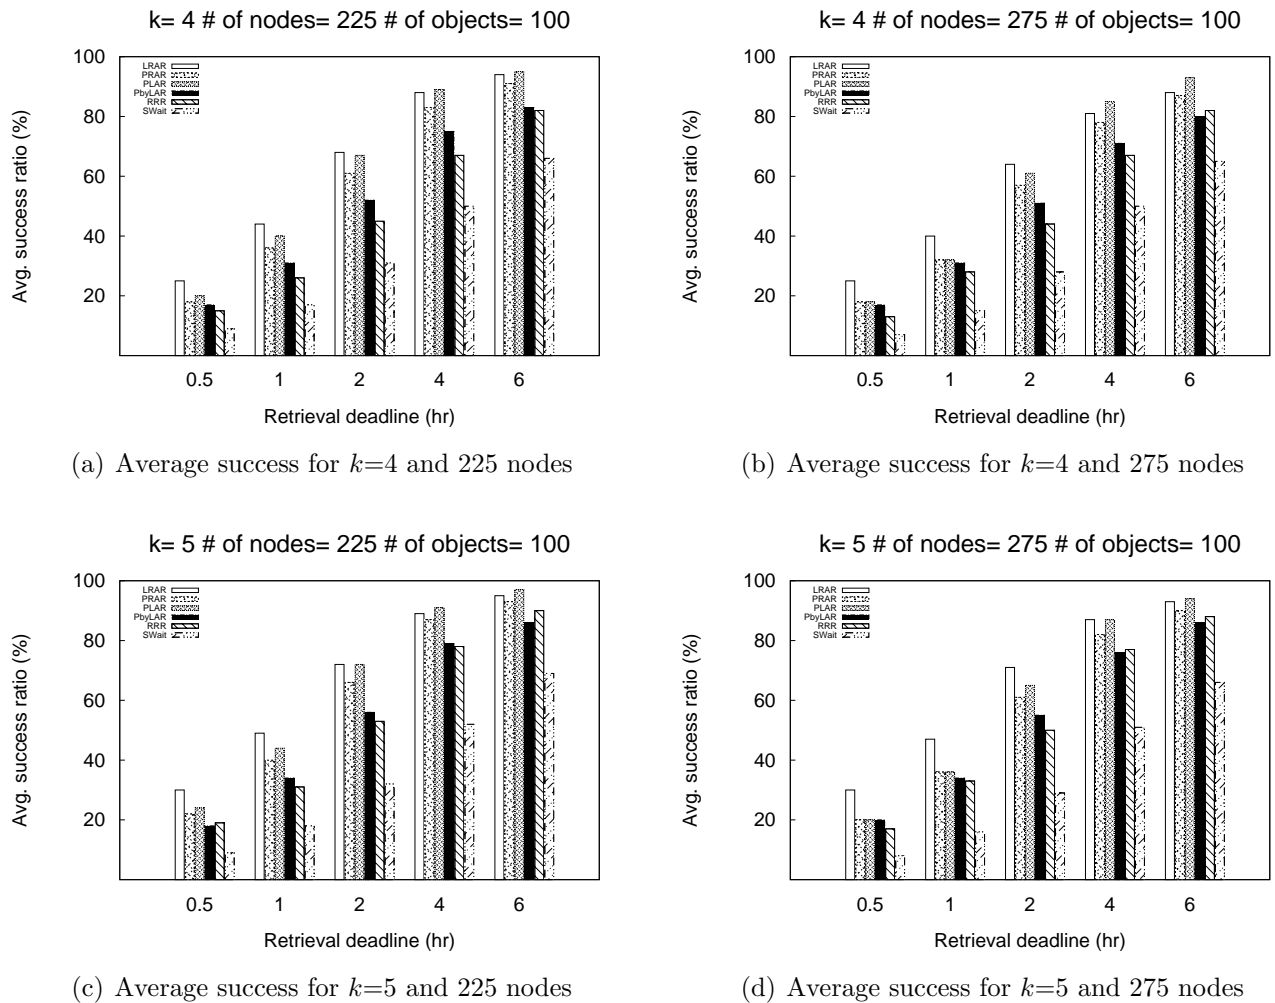 k= 4 # of nodes= 225 # of objects= 100
100
80
60
40
20
Avg. success ratio (%)
LRAR
PRAR
PLAR
PbyLAR
RRR
SWait
0.5 1 2 4 6
Retrieval deadline (hr)
(a) Average success for k=4 and 225 nodes
k= 4 # of nodes= 275 # of objects= 100
100
80
60
40
20
Avg. success ratio (%)
LRAR
PRAR
PLAR
PbyLAR
RRR
SWait
0.5 1 2 4 6
Retrieval deadline (hr)
(b) Average success for k=4 and 275 nodes
k= 5 # of nodes= 225 # of objects= 100
100
80
60
40
20
Avg. success ratio (%)
LRAR
PRAR
PLAR
PbyLAR
RRR
SWait
0.5 1 2 4 6
Retrieval deadline (hr)
(c) Average success for k=5 and 225 nodes
k= 5 # of nodes= 275 # of objects= 100
100
80
60
40
20
Avg. success ratio (%)
LRAR
PRAR
PLAR
PbyLAR
RRR
SWait
0.5 1 2 4 6
Retrieval deadline (hr)
(d) Average success for k=5 and 275 nodes